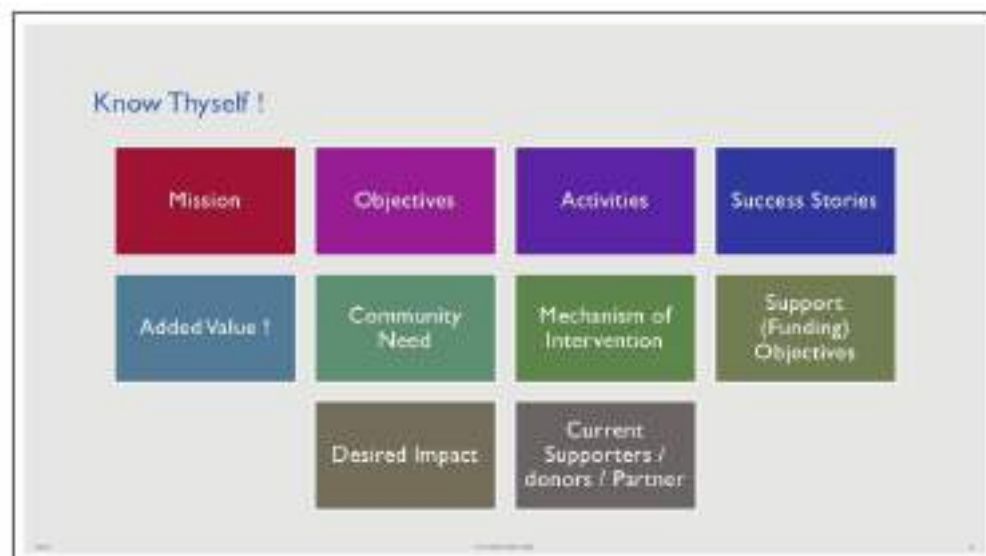 Know Thyself !
Mission
Objectives
Activities
Success Stories
Added Value !
Community
Need
Mechanism of
Intervention
Support
(Funding)
Objectives
Desired Impact
Current
Supporters /
donors / Partner